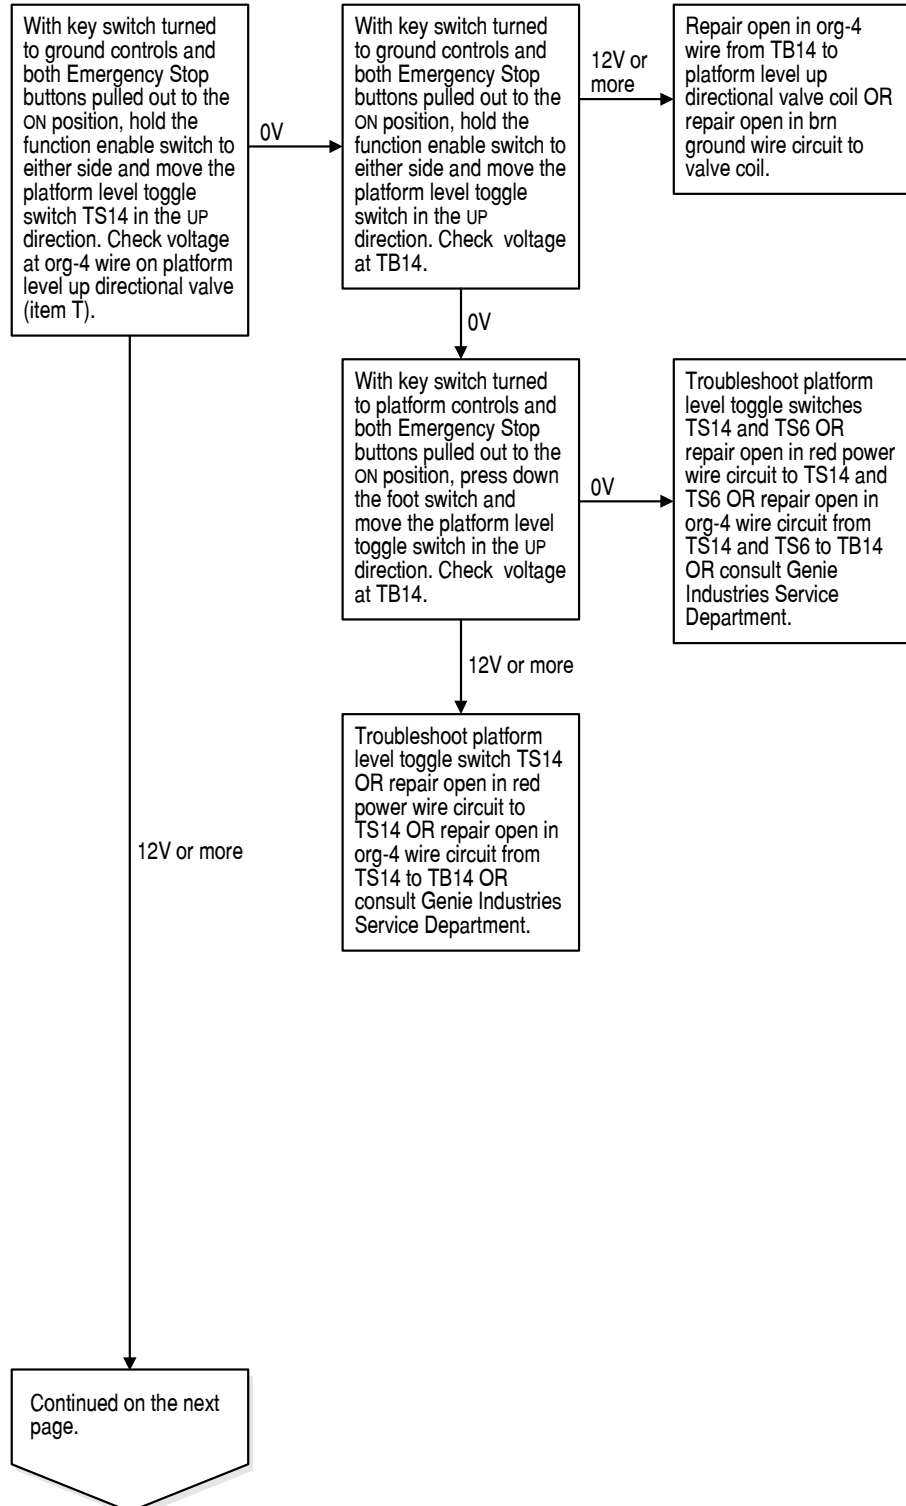 With key switch turned
to ground controls and
both Emergency Stop
buttons pulled out to the
ON position, hold the
function enable switch to
either side and move the
platform level toggle
switch TS14 in the UP
direction. Check voltage
at org-4 wire on platform
level up directional valve
(item T).
0V
With key switch turned
to ground controls and
both Emergency Stop
buttons pulled out to the
ON position, hold the
function enable switch to
either side and move the
platform level toggle
switch in the UP
direction. Check voltage
at TB14.
12V or
more
Repair open in org-4
wire from TB14 to
platform level up
directional valve coil OR
repair open in brn
ground wire circuit to
valve coil.
0V
With key switch turned
to platform controls and
both Emergency Stop
buttons pulled out to the
ON position, press down
the foot switch and
move the platform level
toggle switch in the UP
direction. Check voltage
at TB14.
0V
Troubleshoot platform
level toggle switches
TS14 and TS6 OR
repair open in red power
wire circuit to TS14 and
TS6 OR repair open in
org-4 wire circuit from
TS14 and TS6 to TB14
OR consult Genie
Industries Service
Department.
12V or more
Troubleshoot platform
level toggle switch TS14
OR repair open in red
power wire circuit to
TS14 OR repair open in
org-4 wire circuit from
TS14 to TB14 OR
consult Genie Industries
Service Department.
12V or more
Continued on the next
page.